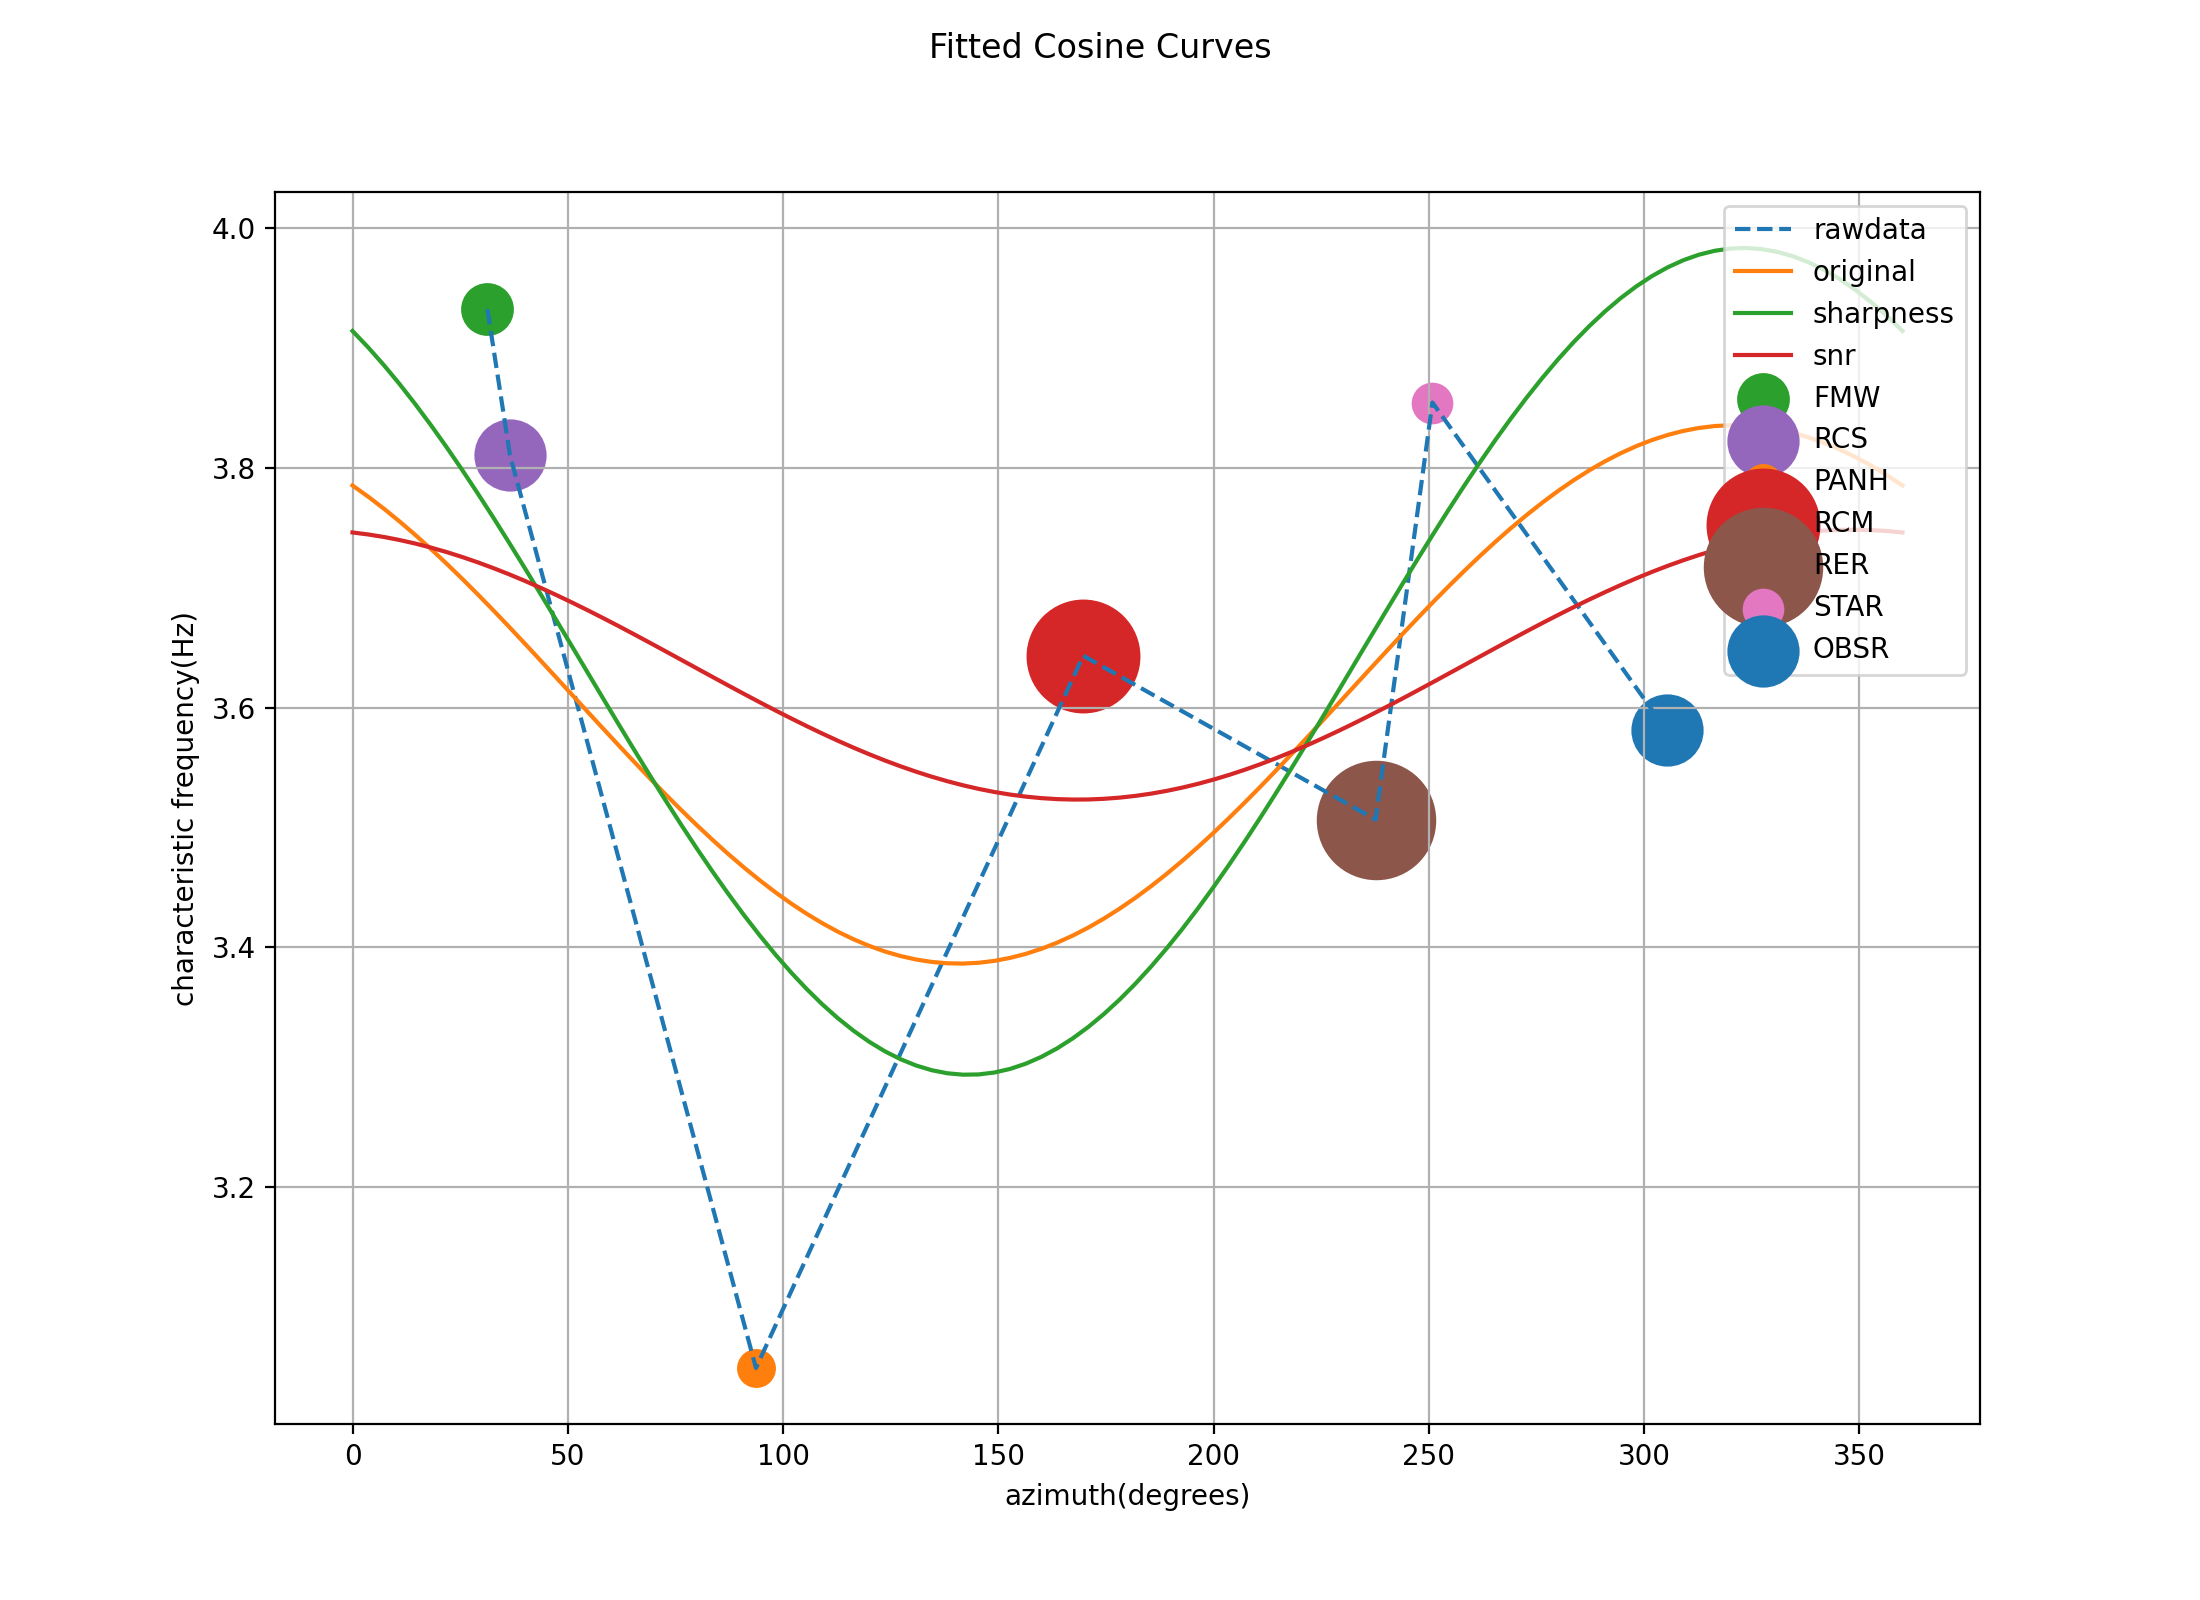 Fitted Cosine Curves
4.0
3.8
3.6
3.4
3.2
characteristic frequency(Hz)
0 50 100 150 200 250 300 350
azimuth(degrees)
rawdata
original
sharpness
snr
FMW
RCS
PANH
RCM
RER
STAR
OBSR